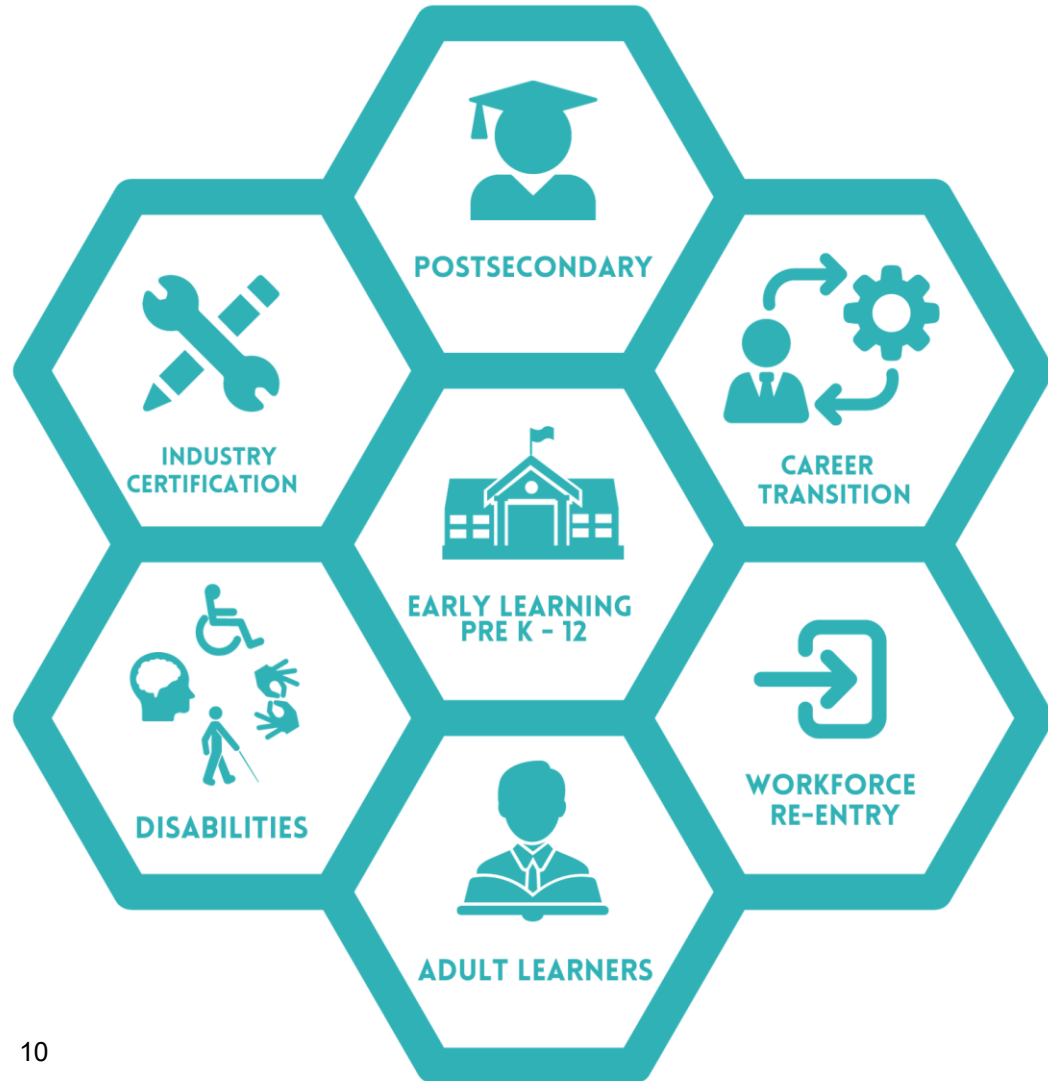 POSTSECONDARY
INDUSTRY
CERTIFICATION
CAREER
TRANSITION
EARLY LEARNING
PRE K - 12
DISABILITIES
WORKFORCE
RE-ENTRY
ADULT LEARNERS
10